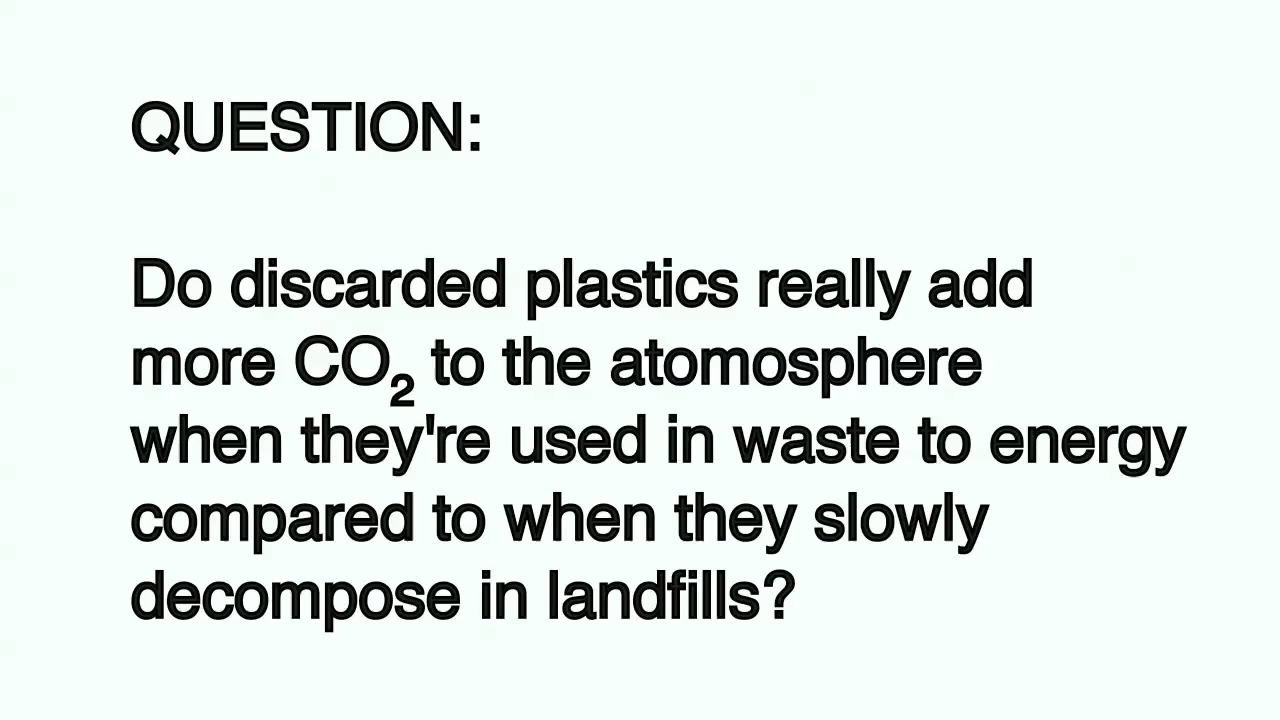 QUESTION:
Do discarded plastics really add
more CO₂ to the atomosphere
when they're used in waste to energy
compared to when they slowly
decompose in landfills?